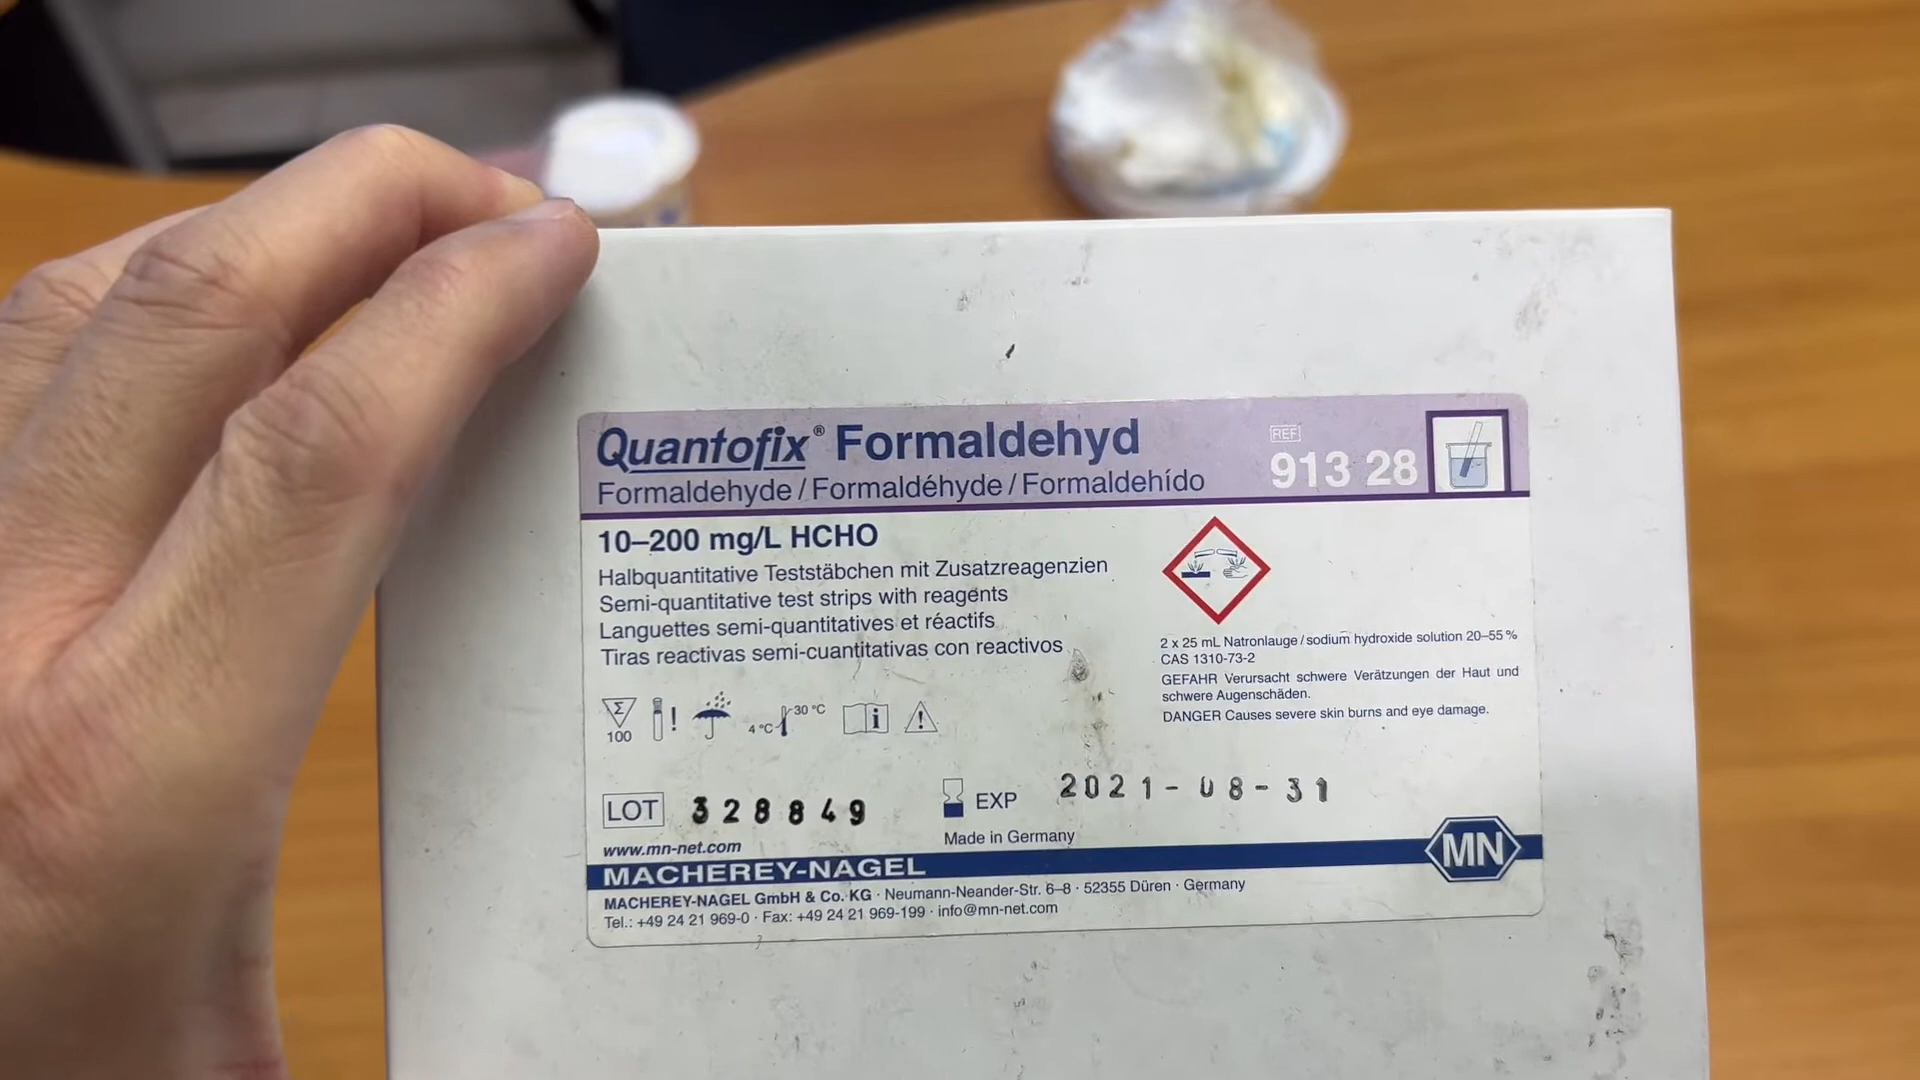 Quantofix® Formaldehyd
Formaldehyde / Formaldéhyde / Formaldehído
REF
913 28
10–200 mg/L HCHO
Halbquantitative Teststäbchen mit Zusatzreagenzien
Semi-quantitative test strips with reagents
Languettes semi-quantitatives et réactifs
Tiras reactivas semi-cuantitativas con reactivos
2 x 25 mL Natronlauge / sodium hydroxide solution 20–55 %
CAS 1310-73-2
GEFAHR Verursacht schwere Verätzungen der Haut und
schwere Augenschäden.
DANGER Causes severe skin burns and eye damage.
Σ
100
!
4 °C
30 °C
i
!
LOT 328849
EXP 2021-08-31
www.mn-net.com
Made in Germany
MACHEREY-NAGEL
MN
MACHEREY-NAGEL GmbH & Co. KG · Neumann-Neander-Str. 6–8 · 52355 Düren · Germany
Tel.: +49 24 21 969-0 · Fax: +49 24 21 969-199 · info@mn-net.com